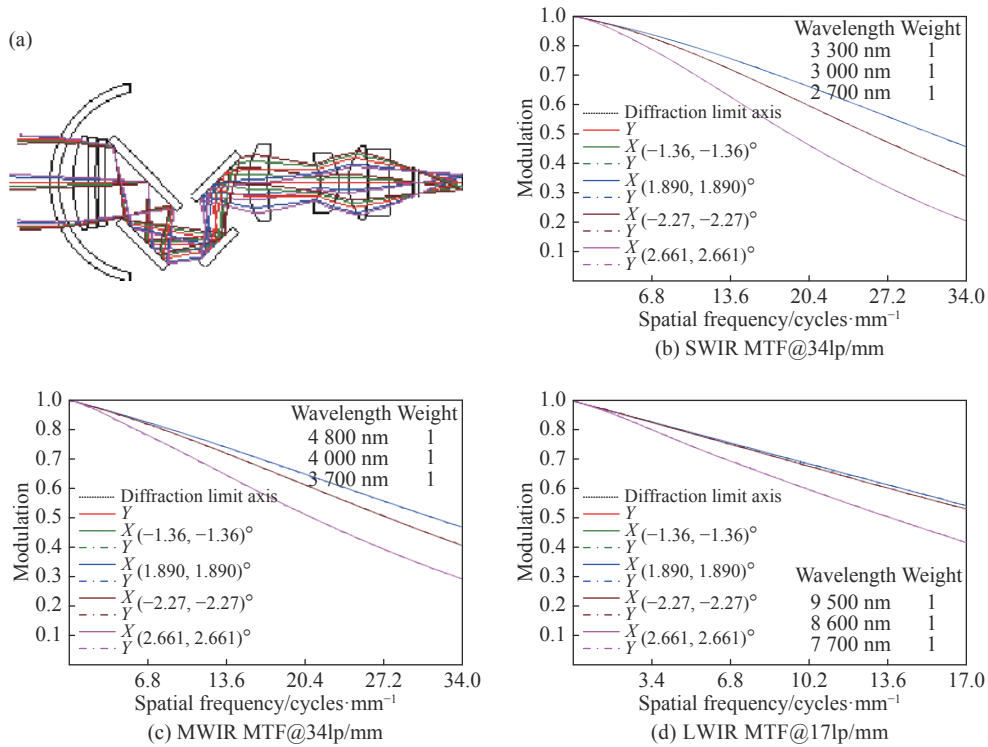 (a)
1.0
0.9
0.8
0.7
0.6
0.5
0.4
0.3
0.2
0.1
Modulation
Wavelength Weight
3 300 nm 1
3 000 nm 1
2 700 nm 1
Diffraction limit axis
Y
X (−1.36, −1.36)°
Y
X (1.890, 1.890)°
Y
X (−2.27, −2.27)°
Y
X (2.661, 2.661)°
Y
6.8 13.6 20.4 27.2 34.0
Spatial frequency/cycles·mm⁻¹
(b) SWIR MTF@34lp/mm
1.0
0.9
0.8
0.7
0.6
0.5
0.4
0.3
0.2
0.1
Modulation
Wavelength Weight
4 800 nm 1
4 000 nm 1
3 700 nm 1
Diffraction limit axis
Y
X (−1.36, −1.36)°
Y
X (1.890, 1.890)°
Y
X (−2.27, −2.27)°
Y
X (2.661, 2.661)°
Y
6.8 13.6 20.4 27.2 34.0
Spatial frequency/cycles·mm⁻¹
(c) MWIR MTF@34lp/mm
1.0
0.9
0.8
0.7
0.6
0.5
0.4
0.3
0.2
0.1
Modulation
Diffraction limit axis
Y
X (−1.36, −1.36)°
Y
X (1.890, 1.890)°
Y
X (−2.27, −2.27)°
Y
X (2.661, 2.661)°
Y
Wavelength Weight
9 500 nm 1
8 600 nm 1
7 700 nm 1
3.4 6.8 10.2 13.6 17.0
Spatial frequency/cycles·mm⁻¹
(d) LWIR MTF@17lp/mm